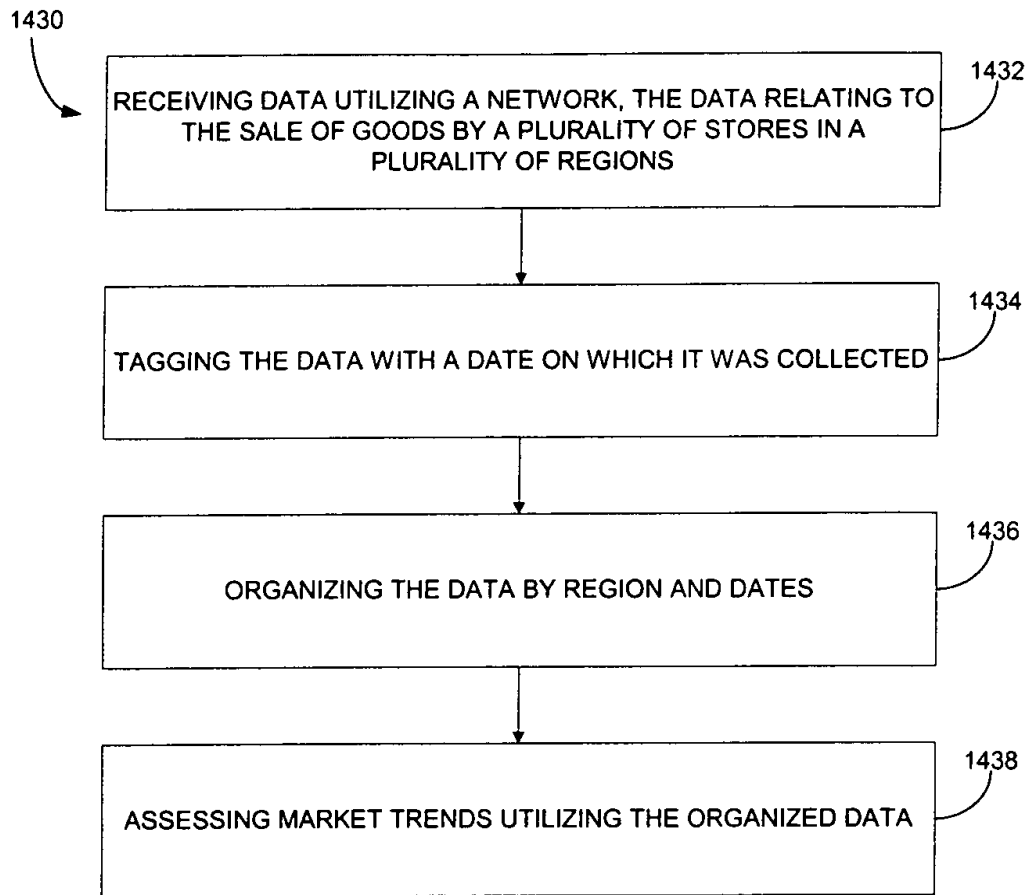 1430
1432
RECEIVING DATA UTILIZING A NETWORK, THE DATA RELATING TO
THE SALE OF GOODS BY A PLURALITY OF STORES IN A
PLURALITY OF REGIONS
1434
TAGGING THE DATA WITH A DATE ON WHICH IT WAS COLLECTED
1436
ORGANIZING THE DATA BY REGION AND DATES
1438
ASSESSING MARKET TRENDS UTILIZING THE ORGANIZED DATA